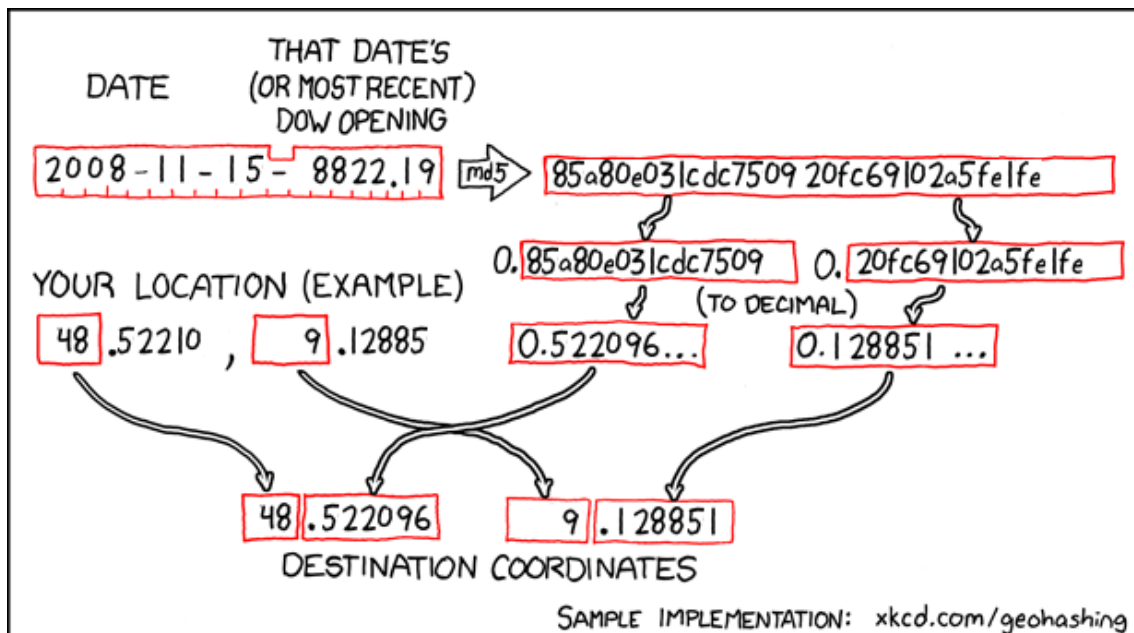 DATE
THAT DATE'S
(OR MOST RECENT)
DOW OPENING
2008-11-15- 8822.19
md5
85a80e031cdc7509 20fc69102a5fe1fe
0. 85a80e031cdc7509
0. 20fc69102a5fe1fe
(TO DECIMAL)
YOUR LOCATION (EXAMPLE)
48 .52210 , 9 .12885
0.522096...
0.128851 ...
48 .522096
9 .128851
DESTINATION COORDINATES
SAMPLE IMPLEMENTATION: xkcd.com/geohashing